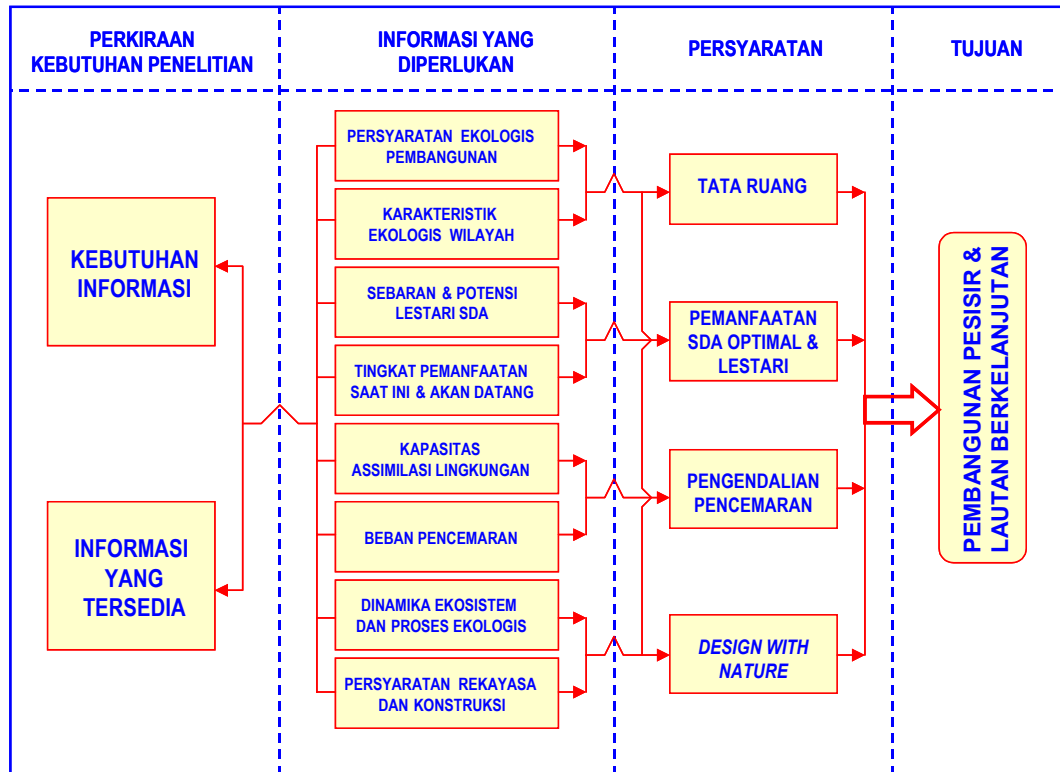 PERKIRAAN
KEBUTUHAN PENELITIAN
INFORMASI YANG
DIPERLUKAN
PERSYARATAN
TUJUAN
KEBUTUHAN
INFORMASI
INFORMASI
YANG
TERSEDIA
PERSYARATAN EKOLOGIS
PEMBANGUNAN
KARAKTERISTIK
EKOLOGIS WILAYAH
SEBARAN & POTENSI
LESTARI SDA
TINGKAT PEMANFAATAN
SAAT INI & AKAN DATANG
KAPASITAS
ASSIMILASI LINGKUNGAN
BEBAN PENCEMARAN
DINAMIKA EKOSISTEM
DAN PROSES EKOLOGIS
PERSYARATAN REKAYASA
DAN KONSTRUKSI
TATA RUANG
PEMANFAATAN
SDA OPTIMAL &
LESTARI
PENGENDALIAN
PENCEMARAN
DESIGN WITH
NATURE
PEMBANGUNAN PESISIR &
LAUTAN BERKELANJUTAN